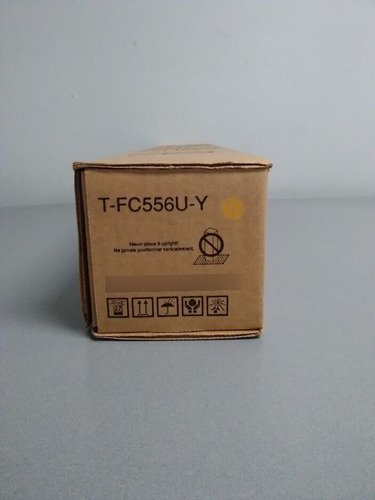 T-FC556U-Y
Never place it upright!
Ne jamais positionner verticalement.